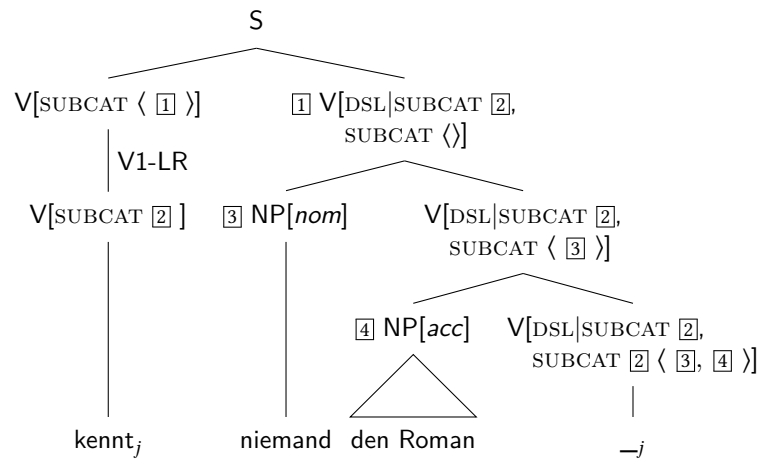 S
V[SUBCAT ⟨ 1 ⟩]
1 V[DSL|SUBCAT 2,
SUBCAT ⟨⟩]
V1-LR
V[SUBCAT 2 ]
3 NP[nom]
V[DSL|SUBCAT 2,
SUBCAT ⟨ 3 ⟩]
4 NP[acc]
V[DSL|SUBCAT 2,
SUBCAT 2 ⟨ 3, 4 ⟩]
kennt_j
niemand
den Roman
_j